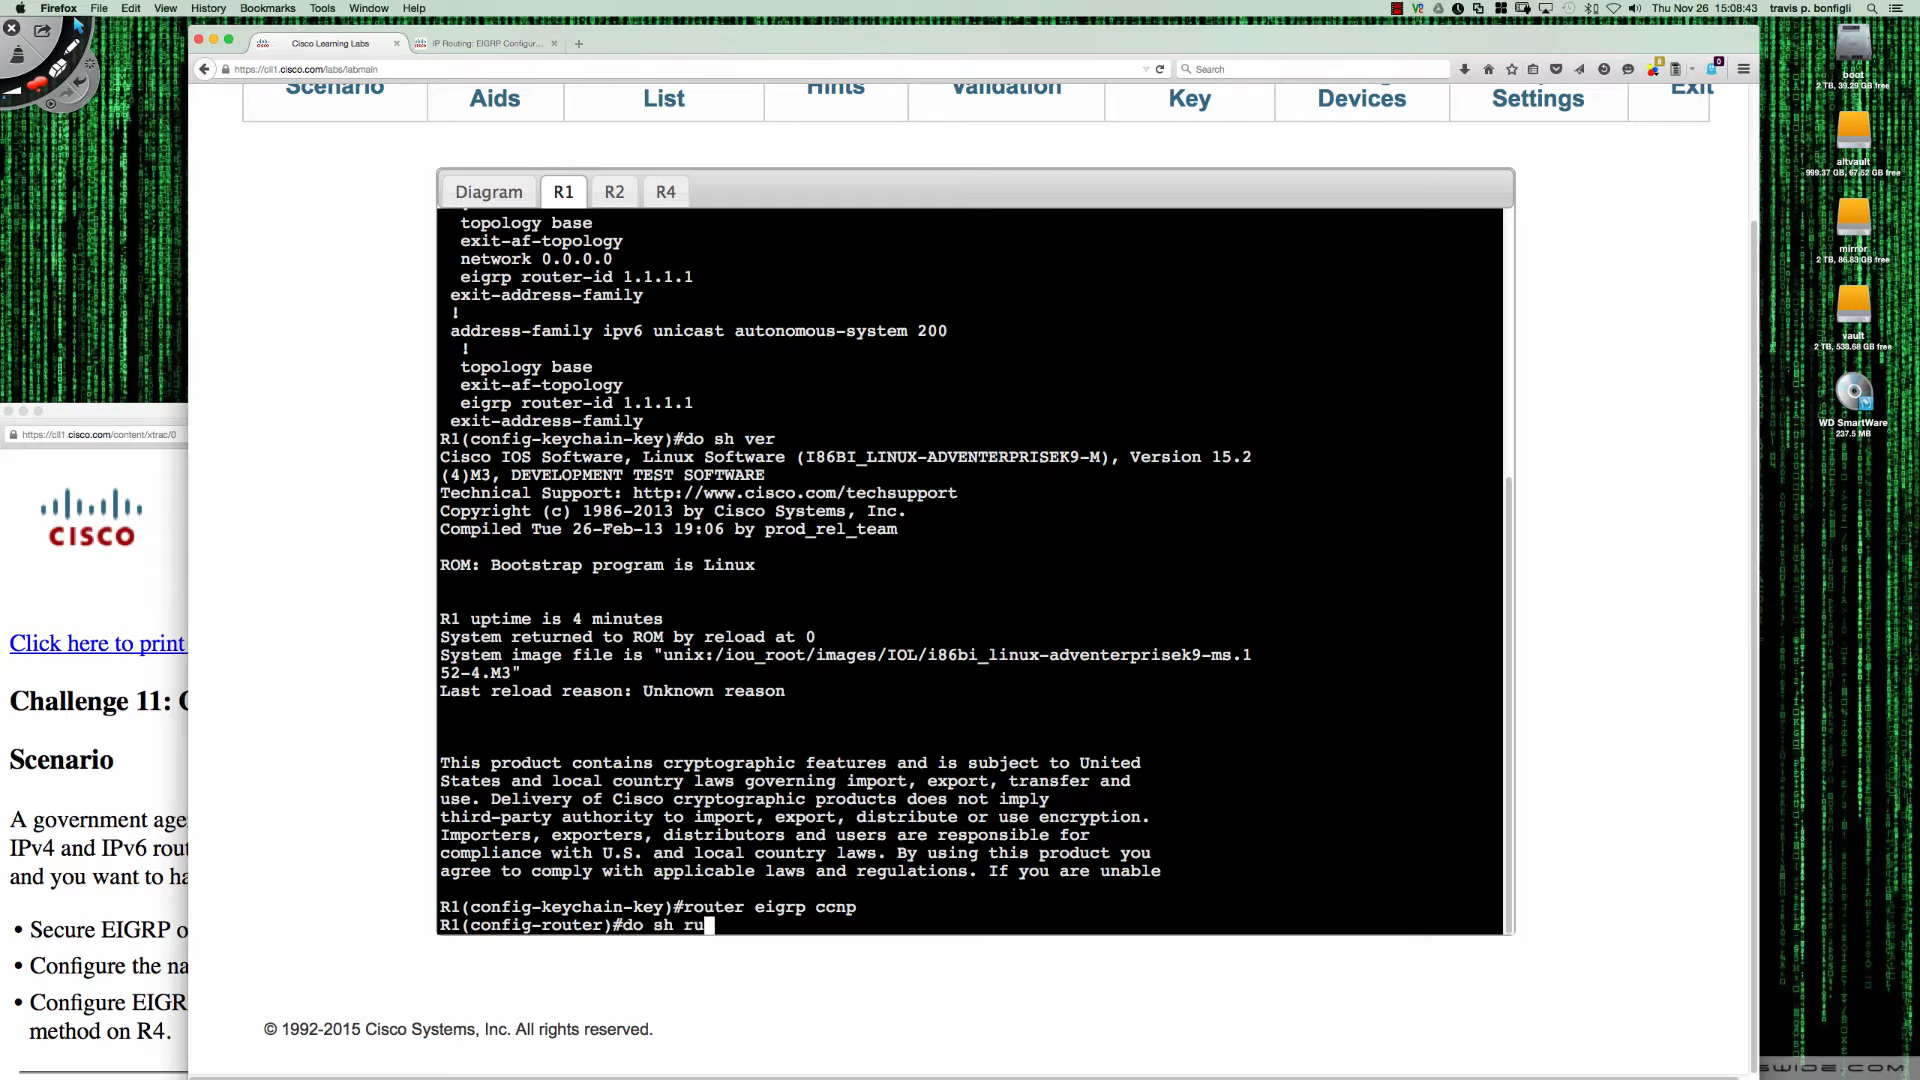 Firefox File Edit View History Bookmarks Tools Window Help
Thu Nov 26 15:08:43 travis p. bonfigli
Cisco Learning Labs
IP Routing: EIGRP Configur...
https://cll1.cisco.com/labs/labmain
Search
8
0
Scenario
Aids
List
Hints
Validation
Key
Devices
Settings
Exit
Diagram R1 R2 R4
topology base
exit-af-topology
network 0.0.0.0
eigrp router-id 1.1.1.1
exit-address-family
!
address-family ipv6 unicast autonomous-system 200
!
topology base
exit-af-topology
eigrp router-id 1.1.1.1
exit-address-family
R1(config-keychain-key)#do sh ver
Cisco IOS Software, Linux Software (I86BI_LINUX-ADVENTERPRISEK9-M), Version 15.2
(4)M3, DEVELOPMENT TEST SOFTWARE
Technical Support: http://www.cisco.com/techsupport
Copyright (c) 1986-2013 by Cisco Systems, Inc.
Compiled Tue 26-Feb-13 19:06 by prod_rel_team
ROM: Bootstrap program is Linux
R1 uptime is 4 minutes
System returned to ROM by reload at 0
System image file is "unix:/iou_root/images/IOL/i86bi_linux-adventerprisek9-ms.1
52-4.M3"
Last reload reason: Unknown reason
This product contains cryptographic features and is subject to United
States and local country laws governing import, export, transfer and
use. Delivery of Cisco cryptographic products does not imply
third-party authority to import, export, distribute or use encryption.
Importers, exporters, distributors and users are responsible for
compliance with U.S. and local country laws. By using this product you
agree to comply with applicable laws and regulations. If you are unable
R1(config-keychain-key)#router eigrp ccnp
R1(config-router)#do sh ru
© 1992-2015 Cisco Systems, Inc. All rights reserved.
https://cll1.cisco.com/content/xtrac/0
CISCO
Click here to print
Challenge 11: C
Scenario
A government age
IPv4 and IPv6 rout
and you want to ha
• Secure EIGRP o
• Configure the na
• Configure EIGR
method on R4.
boot
2 TB, 39.29 GB free
altvault
999.37 GB, 67.52 GB free
mirror
2 TB, 86.83 GB free
vault
2 TB, 538.68 GB free
WD SmartWare
237.5 MB
SWIDE.COM